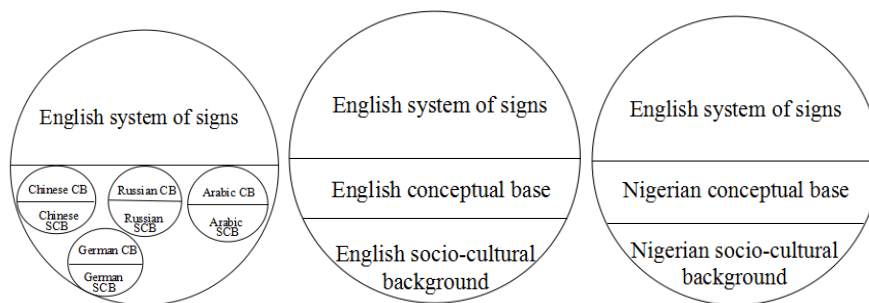 English system of signs
Chinese CB
Chinese
SCB
Russian CB
Russian
SCB
Arabic CB
Arabic
SCB
German CB
German
SCB
English system of signs
English conceptual base
English socio-cultural
background
English system of signs
Nigerian conceptual base
Nigerian socio-cultural
background